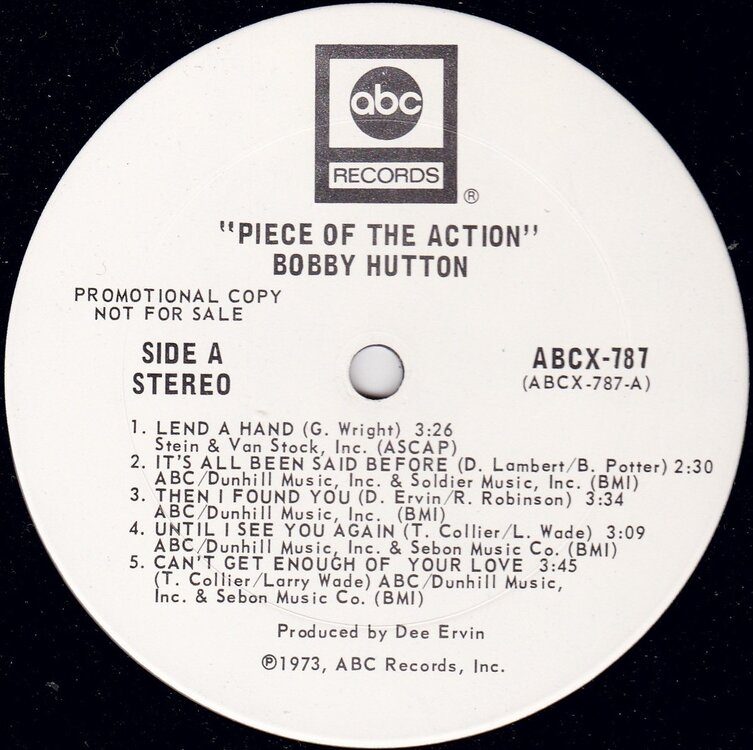 abc
RECORDS
®
"PIECE OF THE ACTION"
BOBBY HUTTON
PROMOTIONAL COPY
NOT FOR SALE
SIDE A
STEREO
ABCX-787
(ABCX-787-A)
1. LEND A HAND (G. Wright) 3:26
Stein & Van Stock, Inc. (ASCAP)
2. IT'S ALL BEEN SAID BEFORE (D. Lambert/B. Potter) 2:30
ABC/Dunhill Music, Inc. & Soldier Music, Inc. (BMI)
3. THEN I FOUND YOU (D. Ervin/R. Robinson) 3:34
ABC/Dunhill Music, Inc. (BMI)
4. UNTIL I SEE YOU AGAIN (T. Collier/L. Wade) 3:09
ABC/Dunhill Music, Inc. & Sebon Music Co. (BMI)
5. CAN'T GET ENOUGH OF YOUR LOVE 3:45
(T. Collier/Larry Wade) ABC/Dunhill Music,
Inc. & Sebon Music Co. (BMI)
Produced by Dee Ervin
℗1973, ABC Records, Inc.